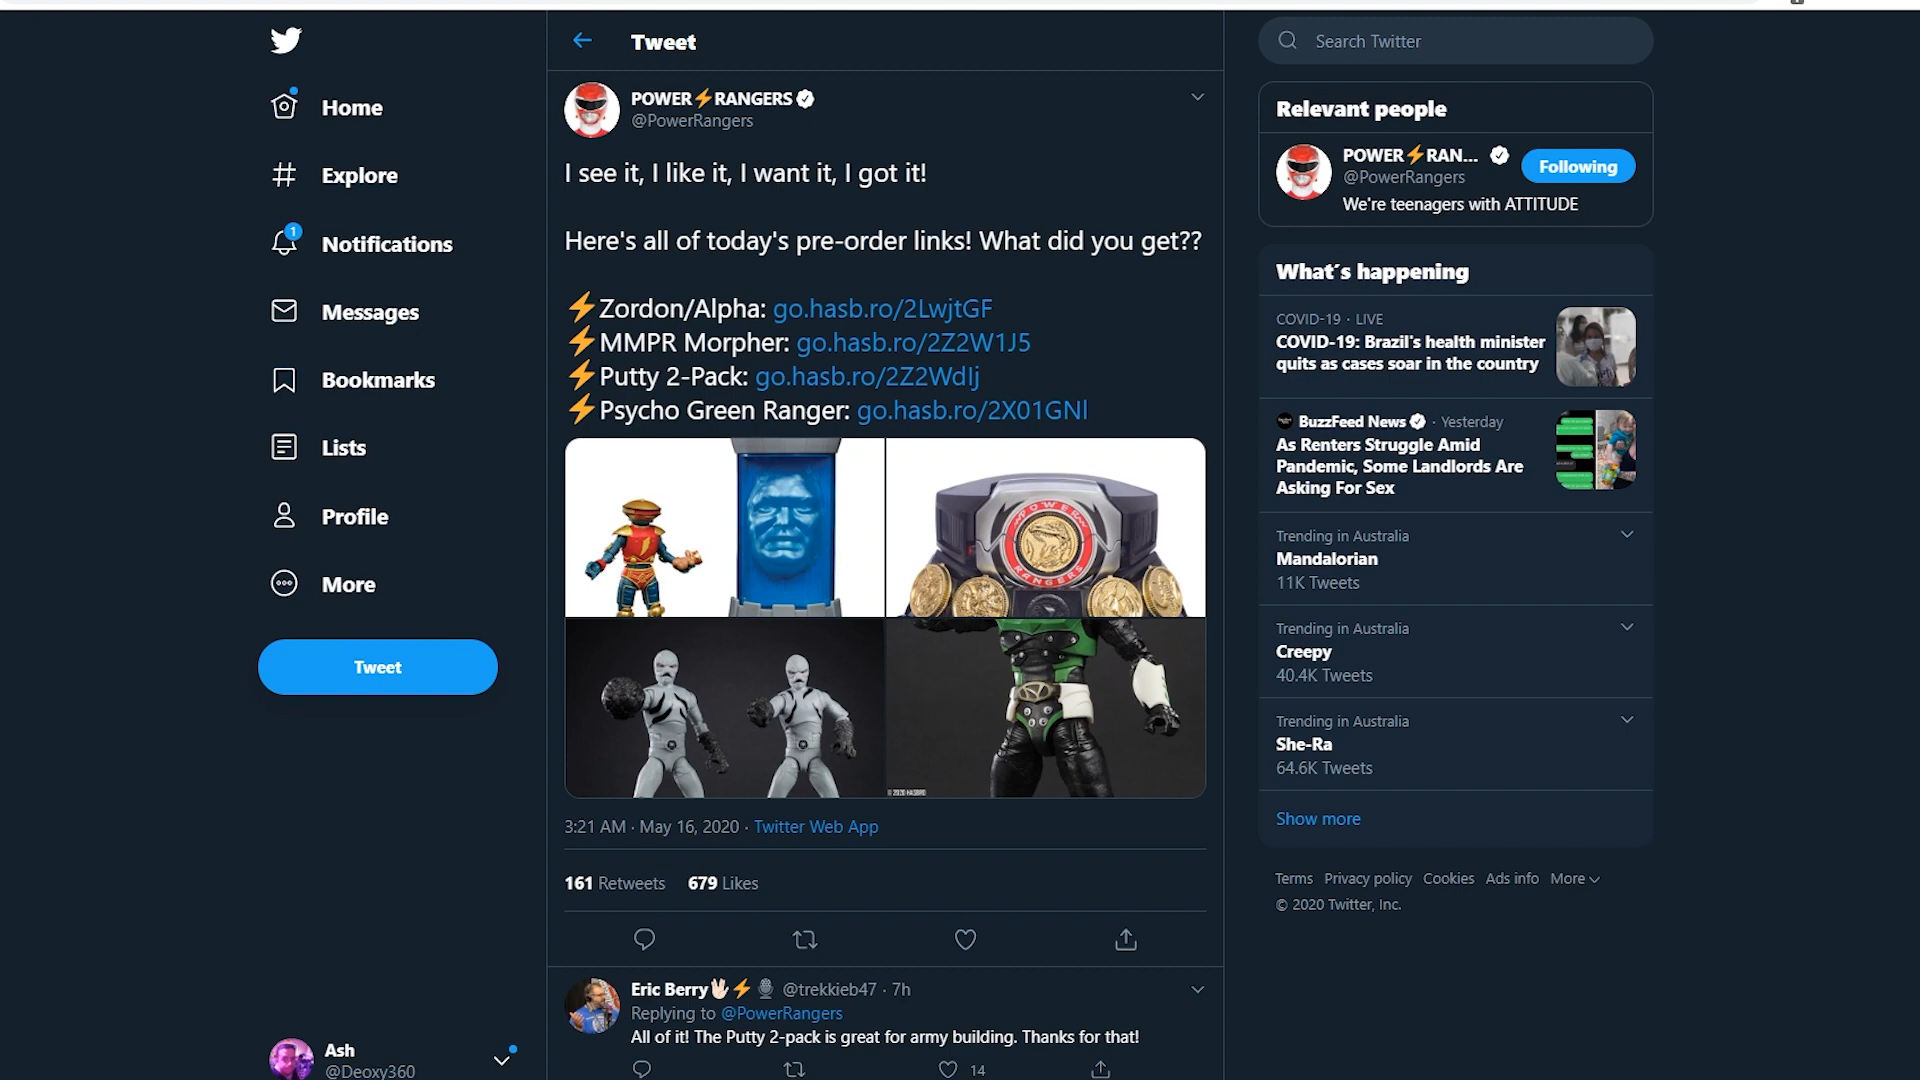 Home
Explore
1
Notifications
Messages
Bookmarks
Lists
Profile
More
Tweet
Ash
@Deoxy360
Tweet
POWER⚡RANGERS
@PowerRangers
I see it, I like it, I want it, I got it!
Here's all of today's pre-order links! What did you get??
⚡Zordon/Alpha: go.hasb.ro/2LwjtGF
⚡MMPR Morpher: go.hasb.ro/2Z2W1J5
⚡Putty 2-Pack: go.hasb.ro/2Z2WdIj
⚡Psycho Green Ranger: go.hasb.ro/2X01GNl
POWER
RANGERS
© 2020 HASBRO
3:21 AM · May 16, 2020 · Twitter Web App
161 Retweets 679 Likes
Eric Berry🖖🏻⚡🎙 @trekkieb47 · 7h
Replying to @PowerRangers
All of it! The Putty 2-pack is great for army building. Thanks for that!
14
Search Twitter
Relevant people
POWER⚡RAN...
@PowerRangers
Following
We're teenagers with ATTITUDE
What´s happening
COVID-19 · LIVE
COVID-19: Brazil's health minister
quits as cases soar in the country
BuzzFeed News · Yesterday
As Renters Struggle Amid
Pandemic, Some Landlords Are
Asking For Sex
Trending in Australia
Mandalorian
11K Tweets
Trending in Australia
Creepy
40.4K Tweets
Trending in Australia
She-Ra
64.6K Tweets
Show more
Terms Privacy policy Cookies Ads info More
© 2020 Twitter, Inc.